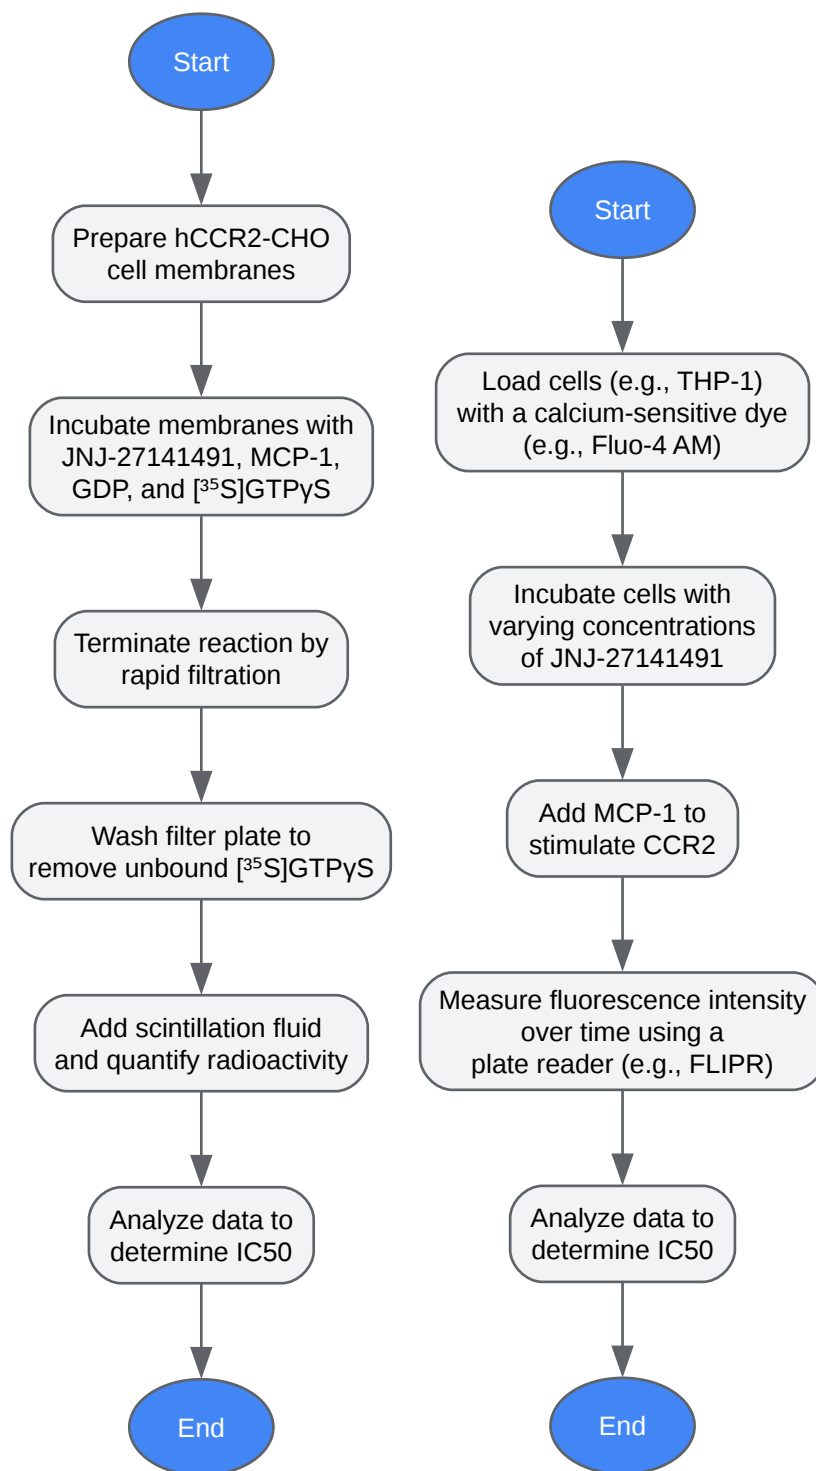 Start
Prepare hCCR2-CHO
cell membranes
Incubate membranes with
JNJ-27141491, MCP-1,
GDP, and [³⁵S]GTPγS
Terminate reaction by
rapid filtration
Wash filter plate to
remove unbound [³⁵S]GTPγS
Add scintillation fluid
and quantify radioactivity
Analyze data to
determine IC50
End
Start
Load cells (e.g., THP-1)
with a calcium-sensitive dye
(e.g., Fluo-4 AM)
Incubate cells with
varying concentrations
of JNJ-27141491
Add MCP-1 to
stimulate CCR2
Measure fluorescence intensity
over time using a
plate reader (e.g., FLIPR)
Analyze data to
determine IC50
End